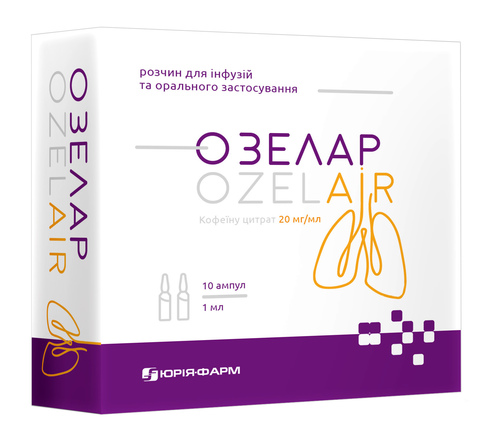 розчин для інфузій
та орального застосування
ОЗЕЛАР
OZELAIR
Кофеїну цитрат 20 мг/мл
10 ампул
1 мл
ЮРІЯ-ФАРМ
ОЗЕЛАР
OZELAIR